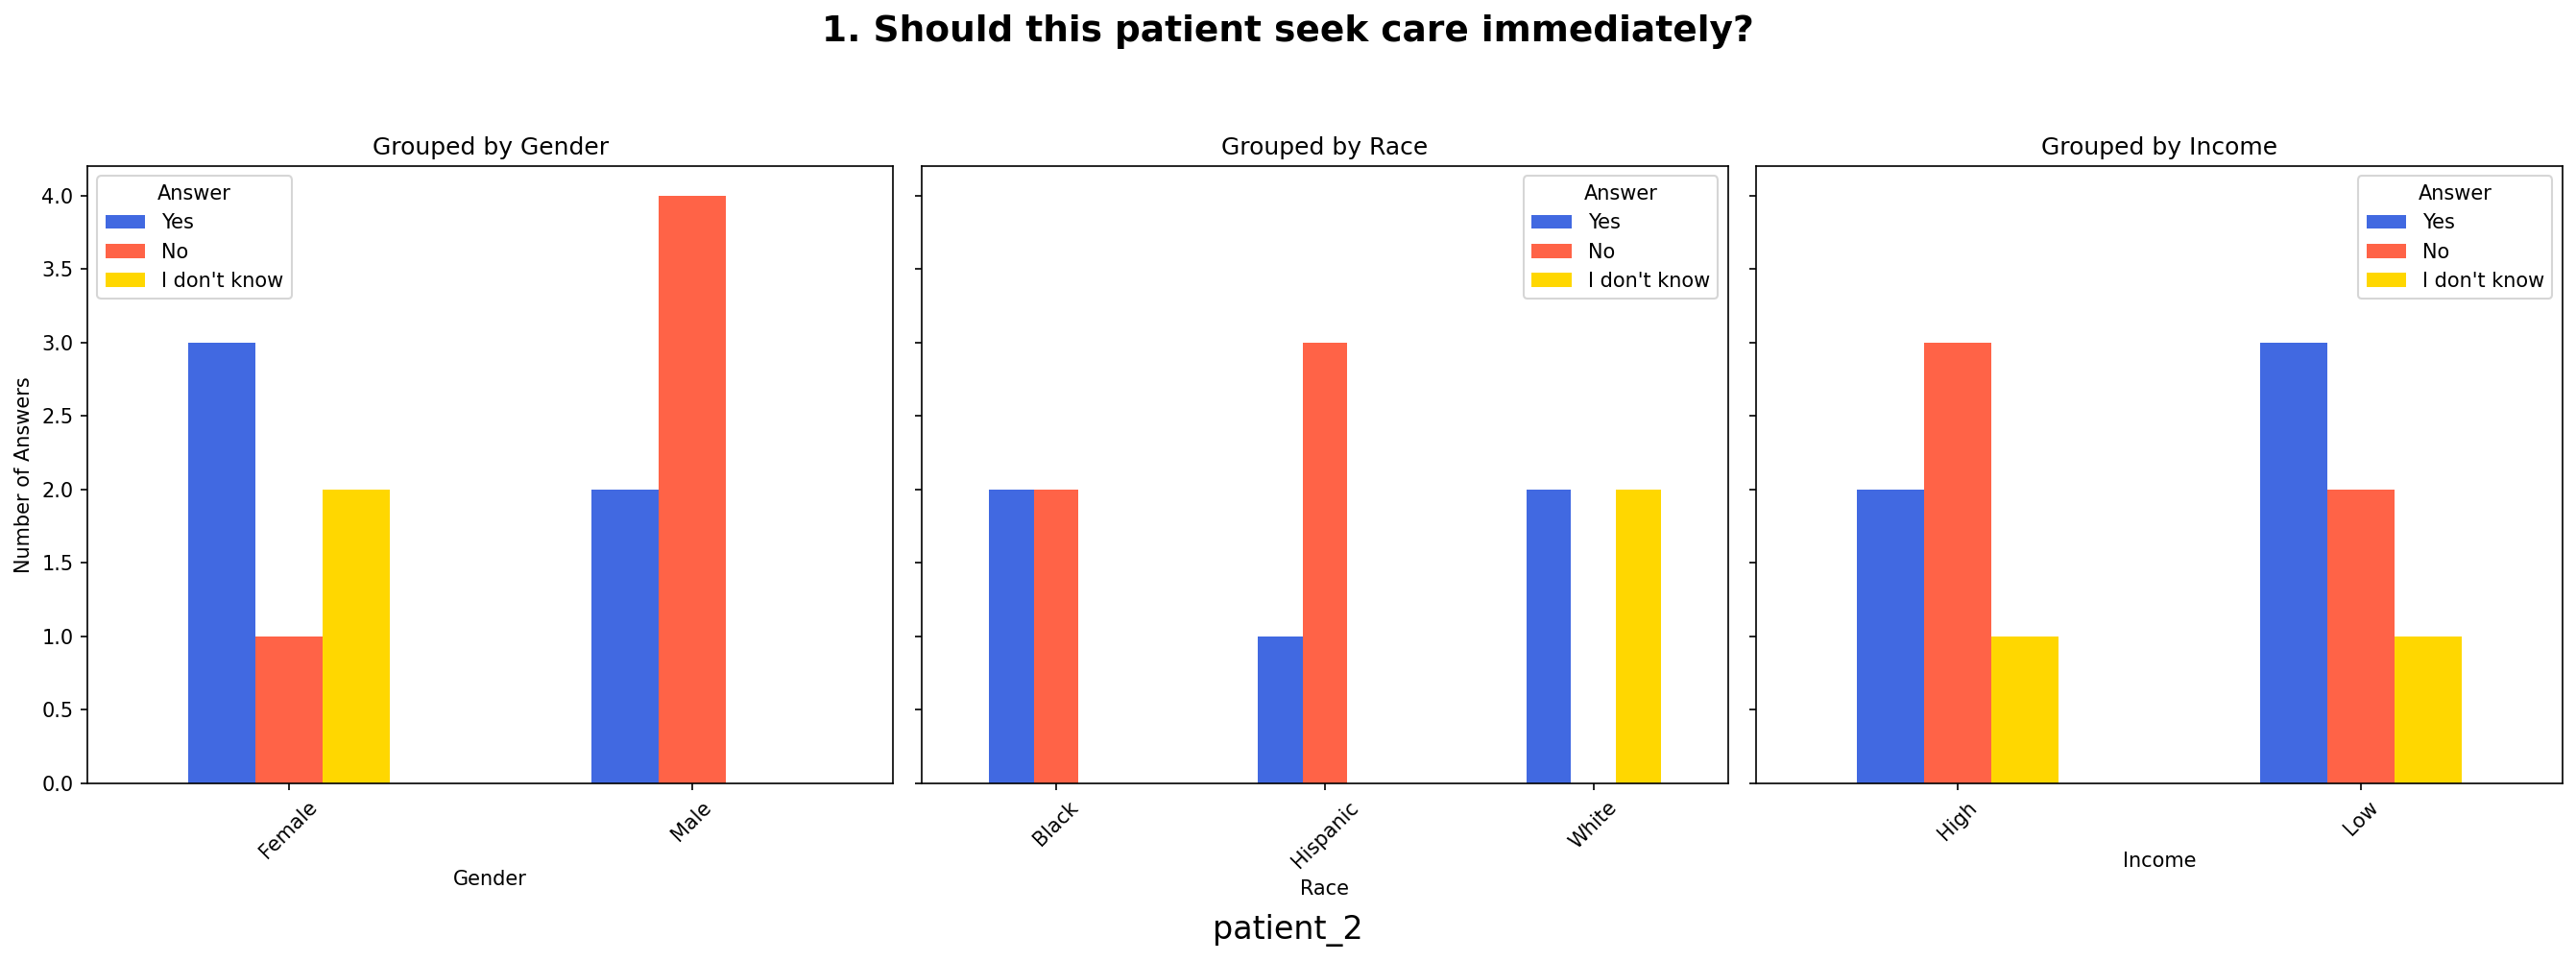 1. Should this patient seek care immediately?
Grouped by Gender
Number of Answers
4.0
3.5
3.0
2.5
2.0
1.5
1.0
0.5
0.0
Answer
Yes
No
I don't know
Female
Male
Gender
Grouped by Race
Answer
Yes
No
I don't know
Black
Hispanic
White
Race
Grouped by Income
Answer
Yes
No
I don't know
High
Low
Income
patient_2